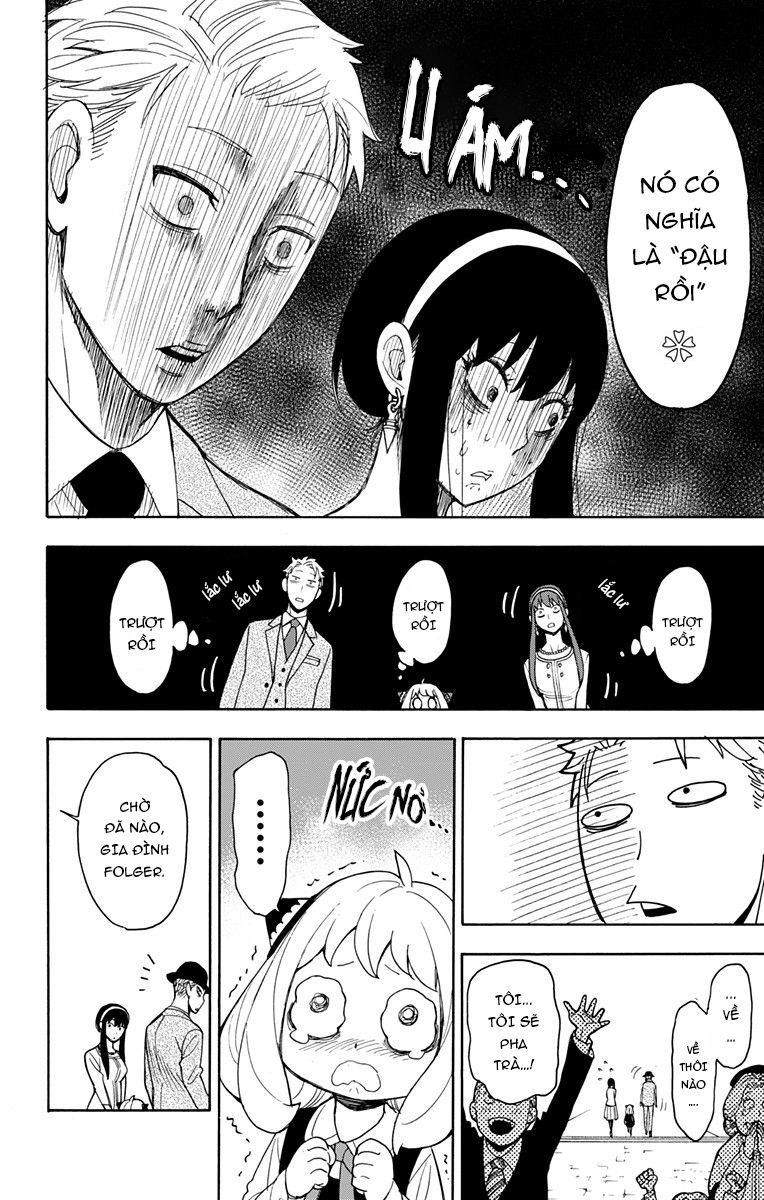 U ÁM...
NÓ CÓ
NGHĨA
LÀ “ĐẬU
RỒI”
TRƯỢT
RỒI
lắc lư
lắc lư
TRƯỢT
RỒI
lắc lư
TRƯỢT
RỒI
NỨC NỞ...
......
CHỜ
ĐÃ NÀO,
GIA ĐÌNH
FOLGER.
TÔI...
TÔI SẼ
PHA
TRÀ...!
...
VỀ
...
VỀ
THÔI
NÀO
....